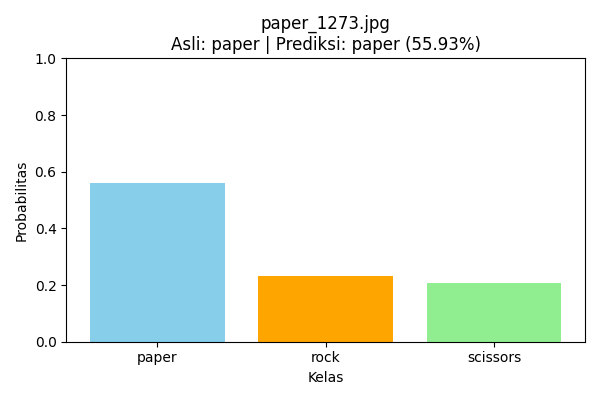 paper_1273.jpg
Asli: paper | Prediksi: paper (55.93%)
1.0
0.8
0.6
0.4
0.2
0.0
Probabilitas
paper
rock
scissors
Kelas